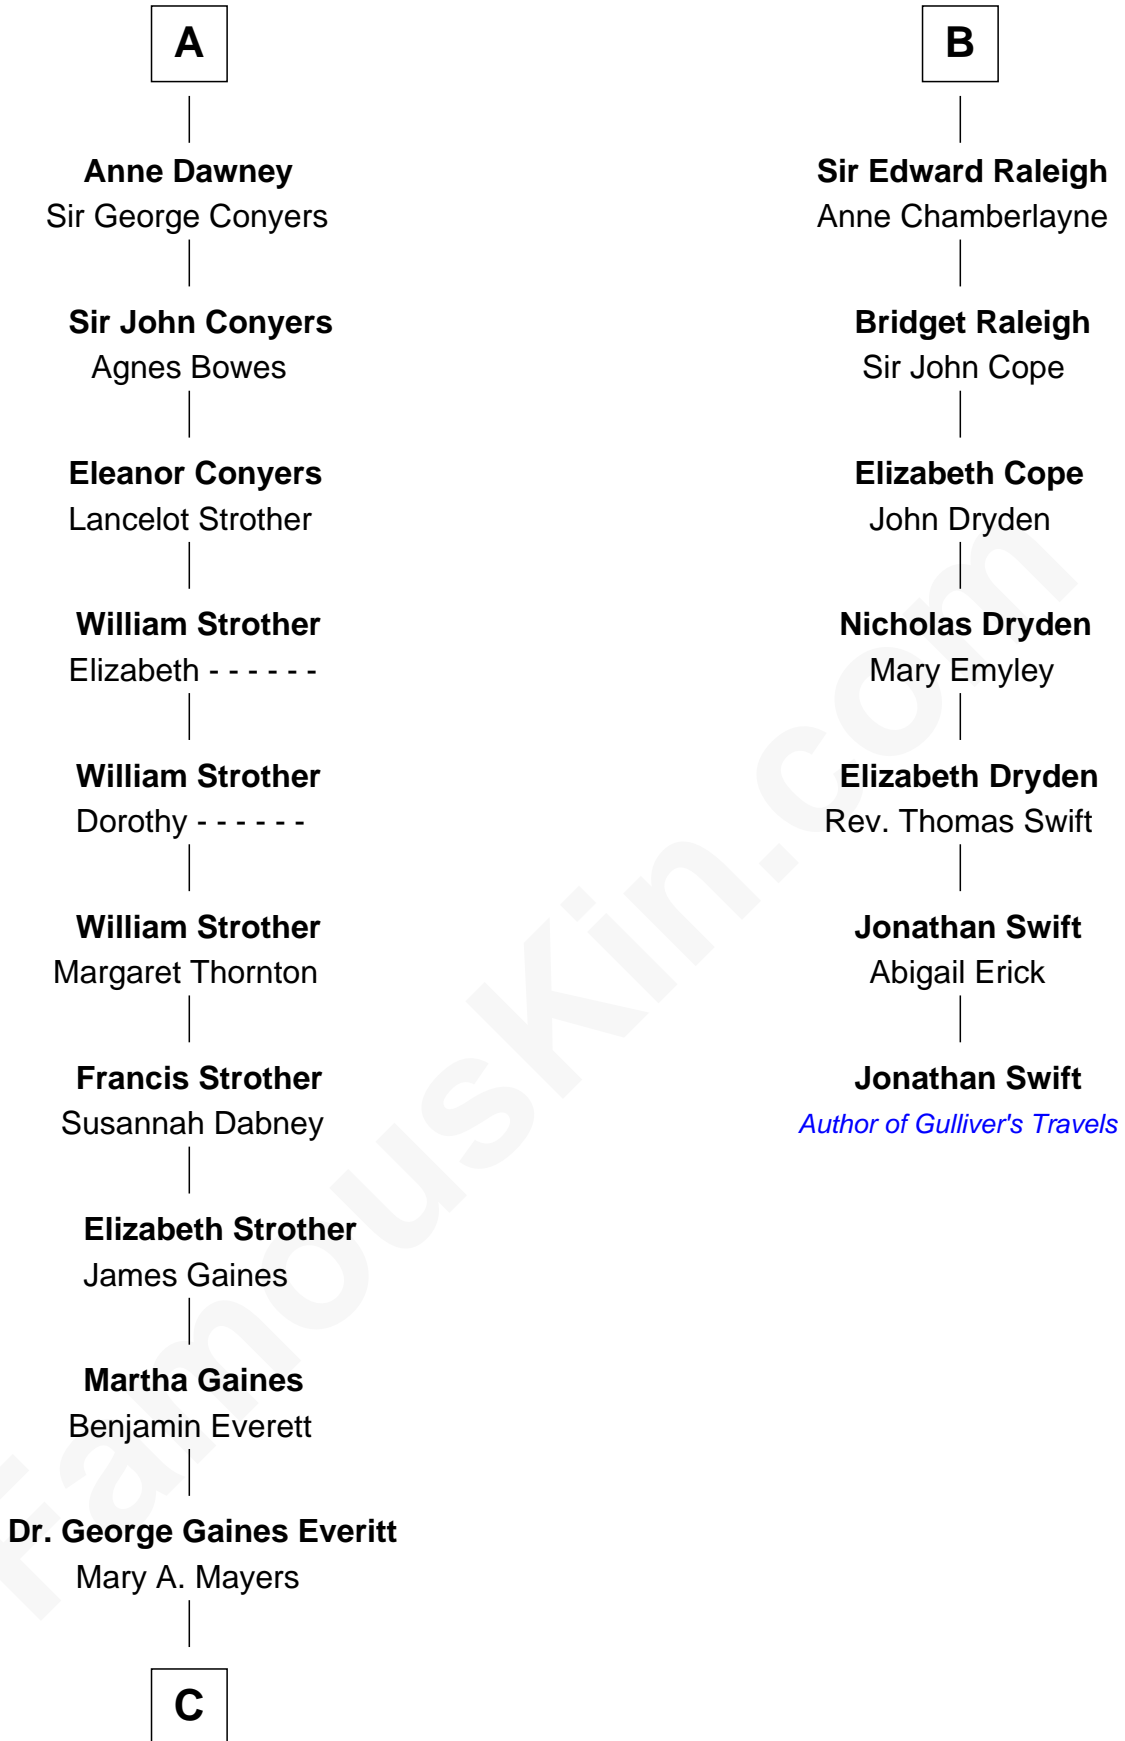 A
Anne Dawney
Sir George Conyers
Sir John Conyers
Agnes Bowes
Eleanor Conyers
Lancelot Strother
William Strother
Elizabeth - - - - - -
William Strother
Dorothy - - - - - -
William Strother
Margaret Thornton
Francis Strother
Susannah Dabney
Elizabeth Strother
James Gaines
Martha Gaines
Benjamin Everett
Dr. George Gaines Everitt
Mary A. Mayers
C
B
Sir Edward Raleigh
Anne Chamberlayne
Bridget Raleigh
Sir John Cope
Elizabeth Cope
John Dryden
Nicholas Dryden
Mary Emyley
Elizabeth Dryden
Rev. Thomas Swift
Jonathan Swift
Abigail Erick
Jonathan Swift
Author of Gulliver's Travels
FamousKin.com